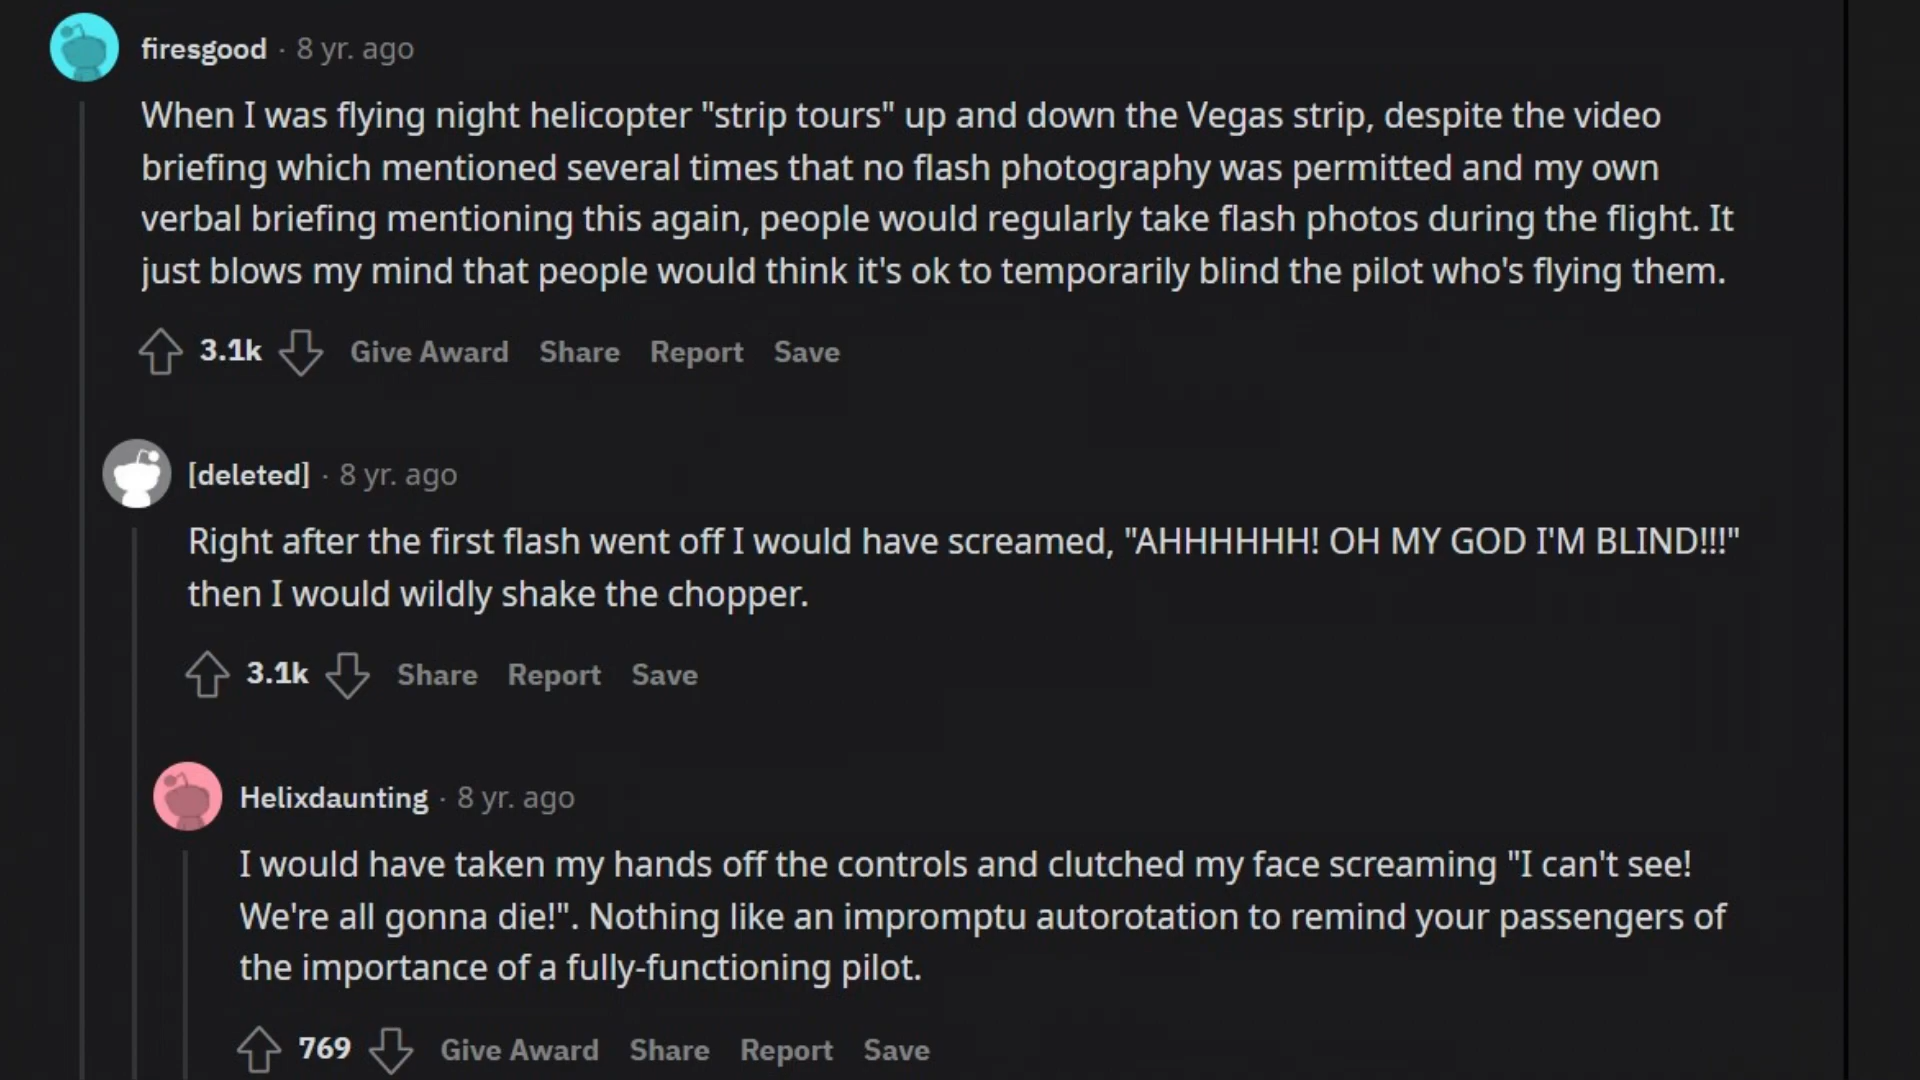 firesgood · 8 yr. ago
When I was flying night helicopter "strip tours" up and down the Vegas strip, despite the video
briefing which mentioned several times that no flash photography was permitted and my own
verbal briefing mentioning this again, people would regularly take flash photos during the flight. It
just blows my mind that people would think it's ok to temporarily blind the pilot who's flying them.
3.1k Give Award Share Report Save
[deleted] · 8 yr. ago
Right after the first flash went off I would have screamed, "AHHHHHH! OH MY GOD I'M BLIND!!!"
then I would wildly shake the chopper.
3.1k Share Report Save
Helixdaunting · 8 yr. ago
I would have taken my hands off the controls and clutched my face screaming "I can't see!
We're all gonna die!". Nothing like an impromptu autorotation to remind your passengers of
the importance of a fully-functioning pilot.
769 Give Award Share Report Save